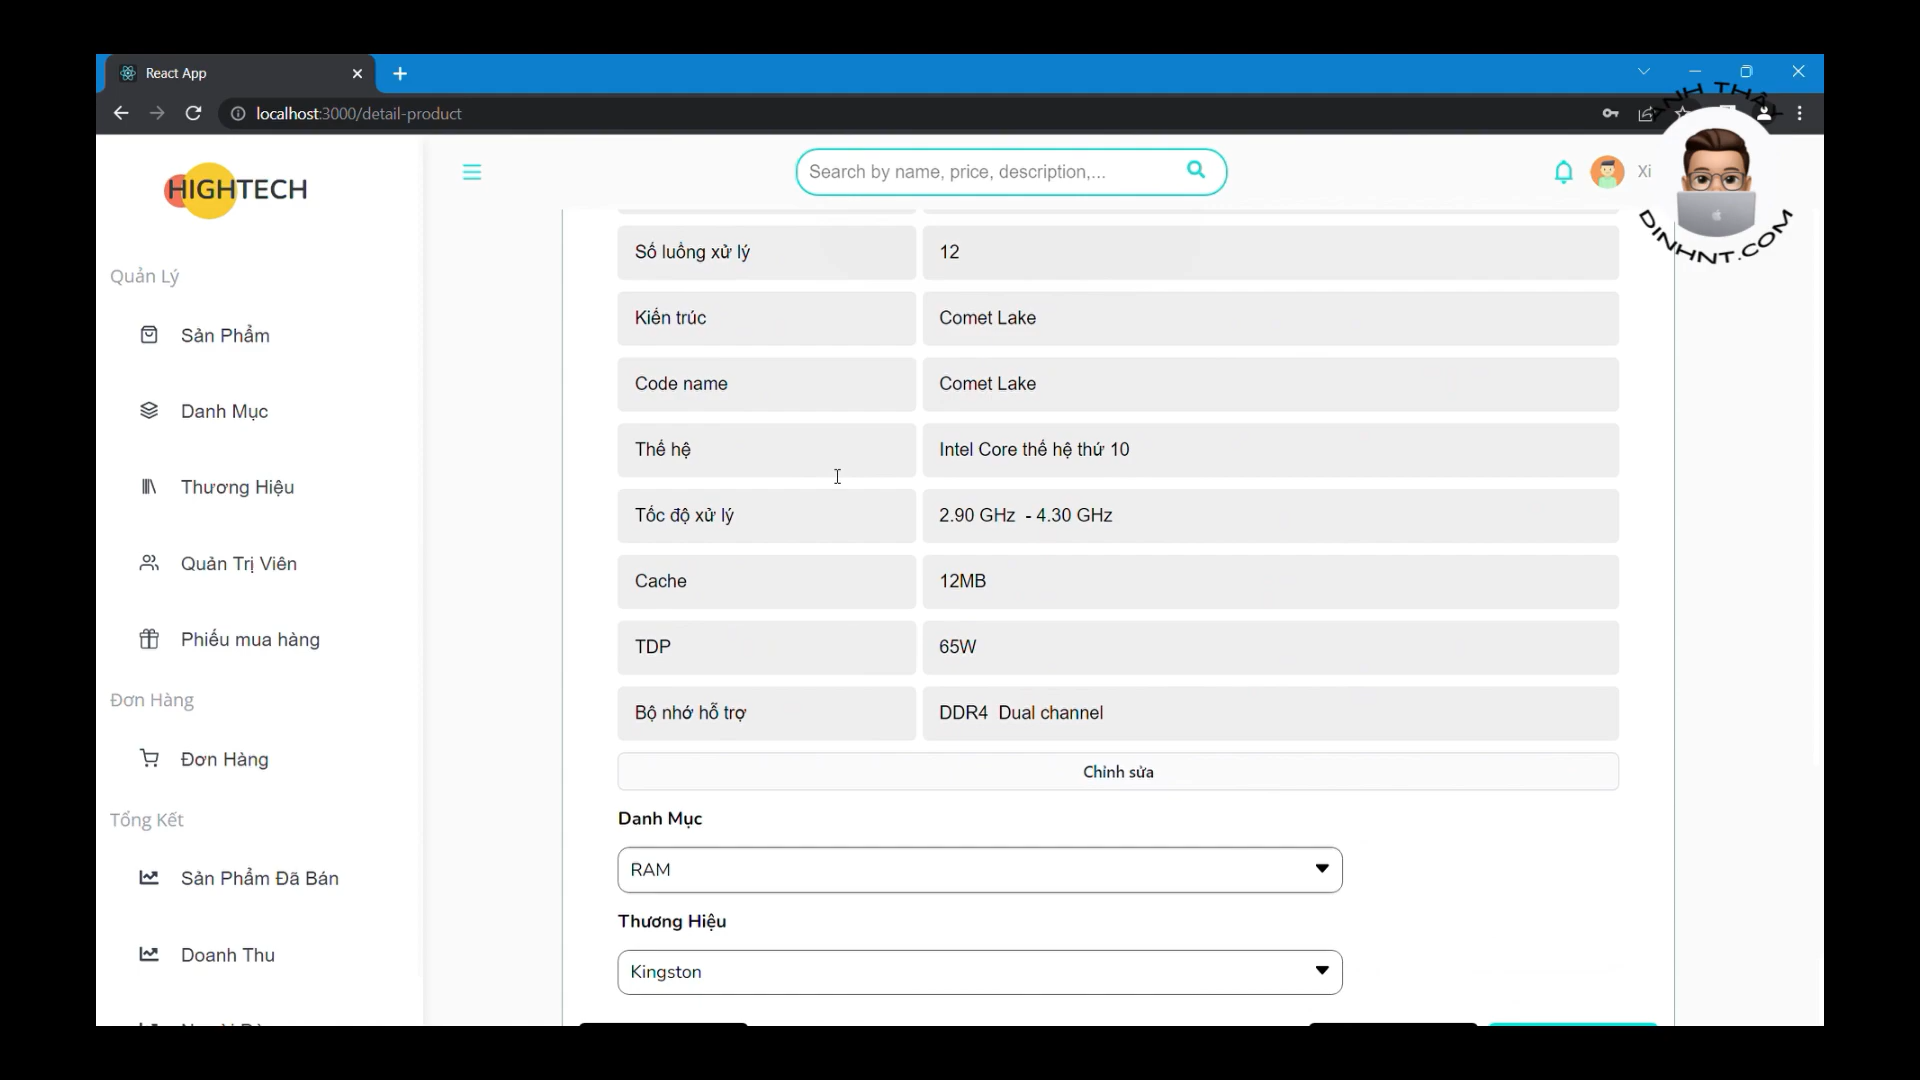 React App
localhost:3000/detail-product
ANH THẦY
DINHNT.COM
HIGHTECH
Search by name, price, description,...
Xi
Quản Lý
Sản Phẩm
Danh Mục
Thương Hiệu
Quản Trị Viên
Phiếu mua hàng
Đơn Hàng
Đơn Hàng
Tổng Kết
Sản Phẩm Đã Bán
Doanh Thu
Số luồng xử lý 12
Kiến trúc Comet Lake
Code name Comet Lake
Thế hệ Intel Core thế hệ thứ 10
Tốc độ xử lý 2.90 GHz - 4.30 GHz
Cache 12MB
TDP 65W
Bộ nhớ hỗ trợ DDR4 Dual channel
Chỉnh sửa
Danh Mục
RAM
Thương Hiệu
Kingston